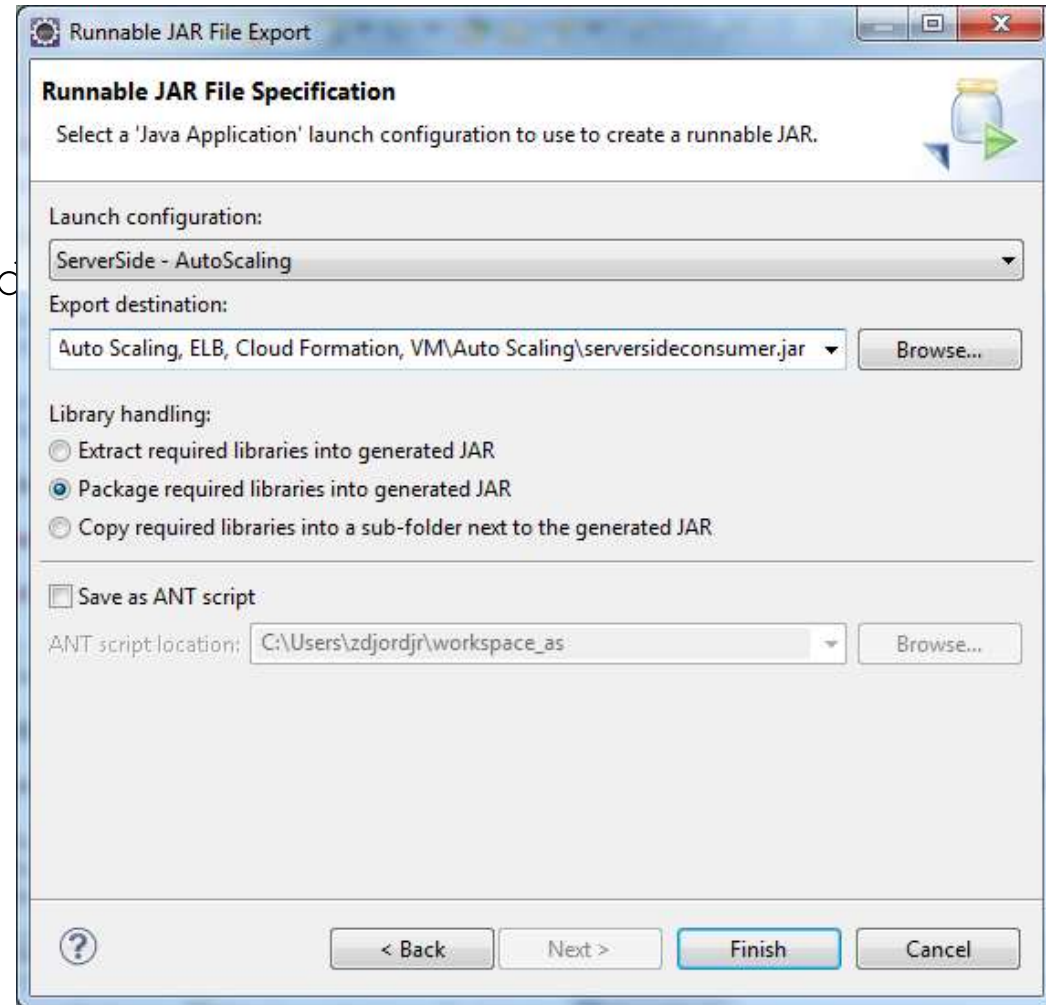 Runnable JAR File Export
Runnable JAR File Specification
Select a 'Java Application' launch configuration to use to create a runnable JAR.
Launch configuration:
ServerSide - AutoScaling
Export destination:
Auto Scaling, ELB, Cloud Formation, VM\Auto Scaling\serversideconsumer.jar
Browse...
Library handling:
Extract required libraries into generated JAR
Package required libraries into generated JAR
Copy required libraries into a sub-folder next to the generated JAR
Save as ANT script
ANT script location: C:\Users\zdjordjr\workspace_as Browse...
?
< Back Next > Finish Cancel